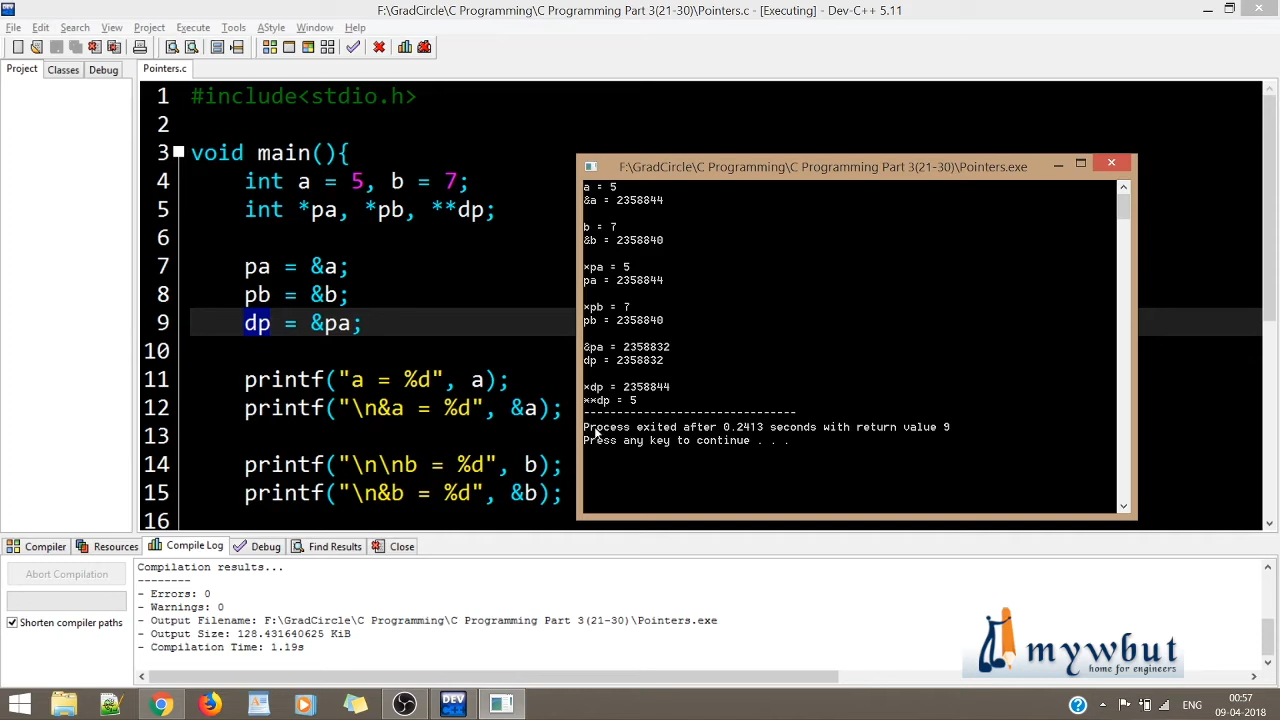 F:\GradCircle\C Programming\C Programming Part 3(21-30)\Pointers.c - [Executing] - Dev-C++ 5.11
File Edit Search View Project Execute Tools AStyle Window Help
Project Classes Debug
Pointers.c
1 #include<stdio.h>
2
3 void main(){
4 int a = 5, b = 7;
5 int *pa, *pb, **dp;
6
7 pa = &a;
8 pb = &b;
9 dp = &pa;
10
11 printf("a = %d", a);
12 printf("\n&a = %d", &a);
13
14 printf("\n\nb = %d", b);
15 printf("\n&b = %d", &b);
16
F:\GradCircle\C Programming\C Programming Part 3(21-30)\Pointers.exe
a = 5
&a = 2358844
b = 7
&b = 2358840
*pa = 5
pa = 2358844
*pb = 7
pb = 2358840
&pa = 2358832
dp = 2358832
*dp = 2358844
**dp = 5
--------------------------------
Process exited after 0.2413 seconds with return value 9
Press any key to continue . . .
Compiler Resources Compile Log Debug Find Results Close
Abort Compilation
Shorten compiler paths
Compilation results...
--------
- Errors: 0
- Warnings: 0
- Output Filename: F:\GradCircle\C Programming\C Programming Part 3(21-30)\Pointers.exe
- Output Size: 128.431640625 KiB
- Compilation Time: 1.19s
mywbut
home for engineers
DEV
ENG
00:57
09-04-2018